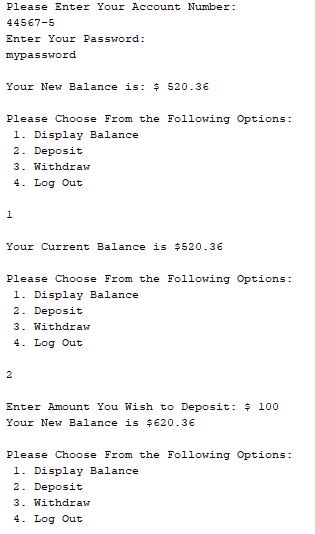 Please Enter Your Account Number:
44567-5
Enter Your Password:
mypassword
Your New Balance is: $ 520.36
Please Choose From the Following Options:
1. Display Balance
2. Deposit
3. Withdraw
4. Log Out
1
Your Current Balance is $520.36
Please Choose From the Following Options:
1. Display Balance
2. Deposit
3. Withdraw
4. Log Out
2
Enter Amount You Wish to Deposit: $ 100
Your New Balance is $620.36
Please Choose From the Following Options:
1. Display Balance
2. Deposit
3. Withdraw
4. Log Out